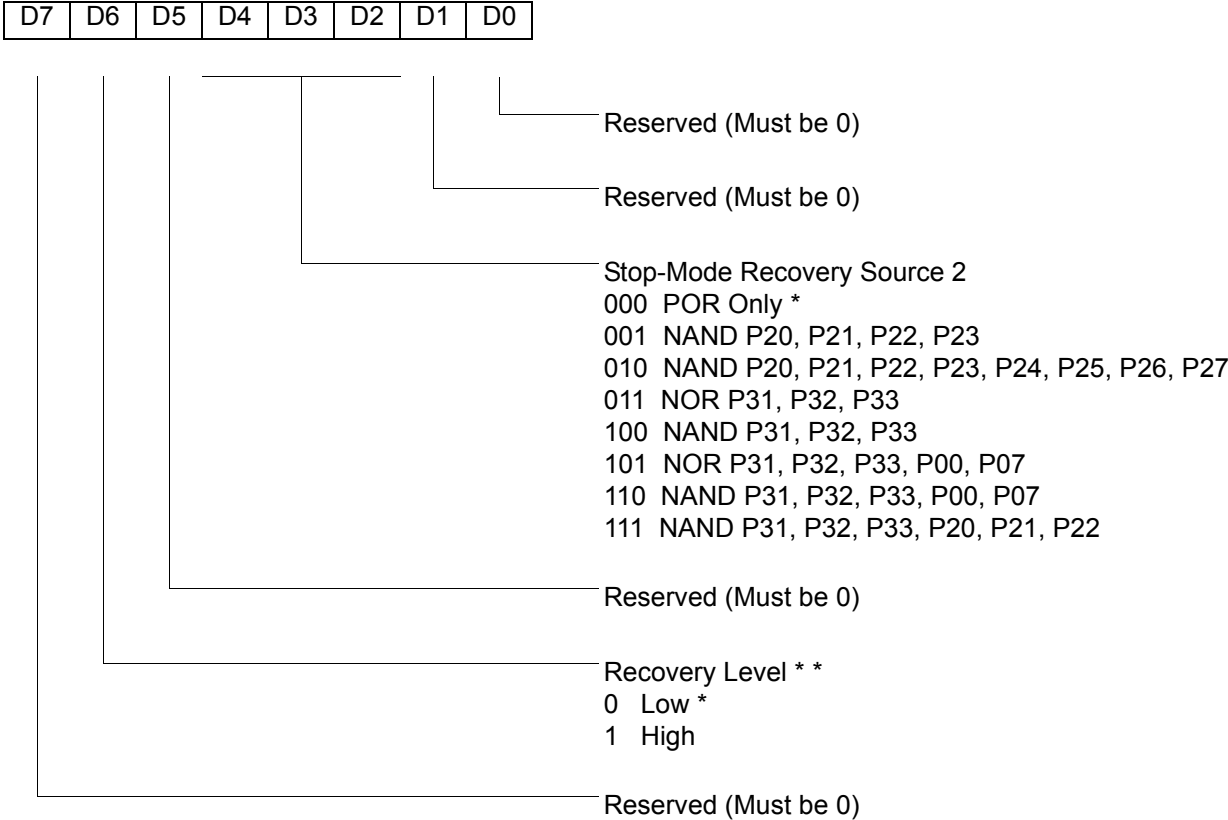 D7 D6 D5 D4 D3 D2 D1 D0
Reserved (Must be 0)
Reserved (Must be 0)
Stop-Mode Recovery Source 2
000 POR Only *
001 NAND P20, P21, P22, P23
010 NAND P20, P21, P22, P23, P24, P25, P26, P27
011 NOR P31, P32, P33
100 NAND P31, P32, P33
101 NOR P31, P32, P33, P00, P07
110 NAND P31, P32, P33, P00, P07
111 NAND P31, P32, P33, P20, P21, P22
Reserved (Must be 0)
Recovery Level * *
0 Low *
1 High
Reserved (Must be 0)